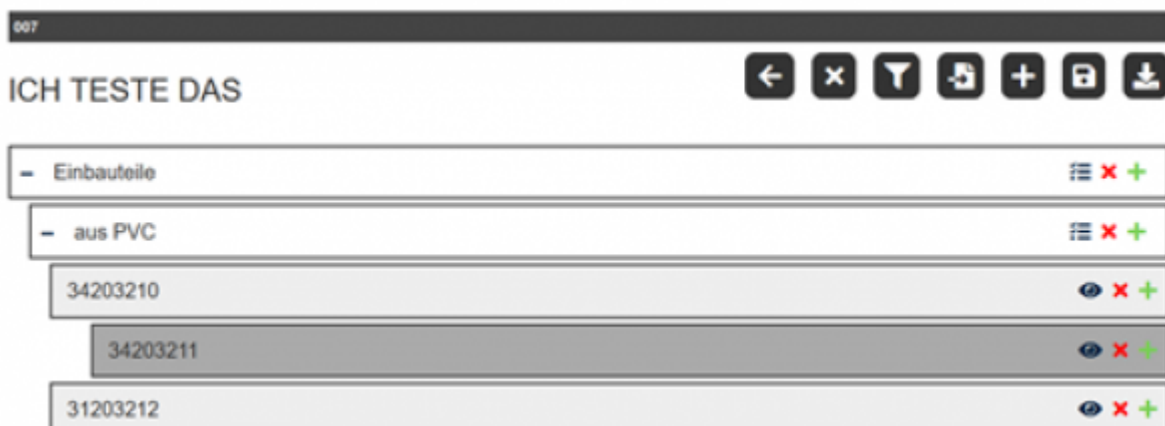 007
ICH TESTE DAS
Einbauteile
aus PVC
34203210
34203211
31203212